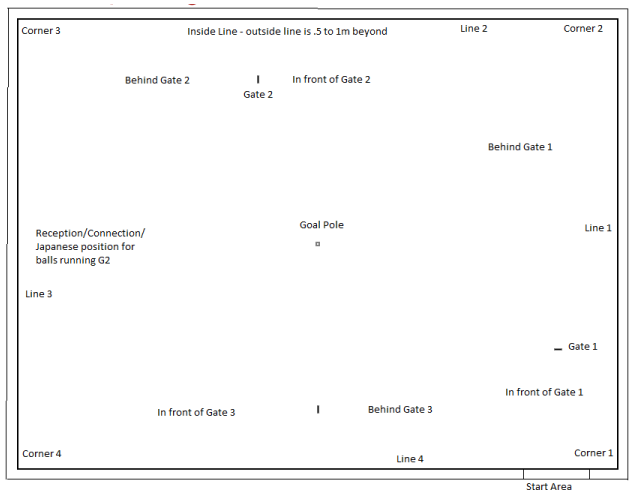 Corner 3
Inside Line - outside line is .5 to 1m beyond
Line 2
Corner 2
Behind Gate 2
In front of Gate 2
Gate 2
Behind Gate 1
Goal Pole
Line 1
Reception/Connection/
Japanese position for
balls running G2
Line 3
Gate 1
In front of Gate 1
In front of Gate 3
Behind Gate 3
Corner 4
Line 4
Corner 1
Start Area